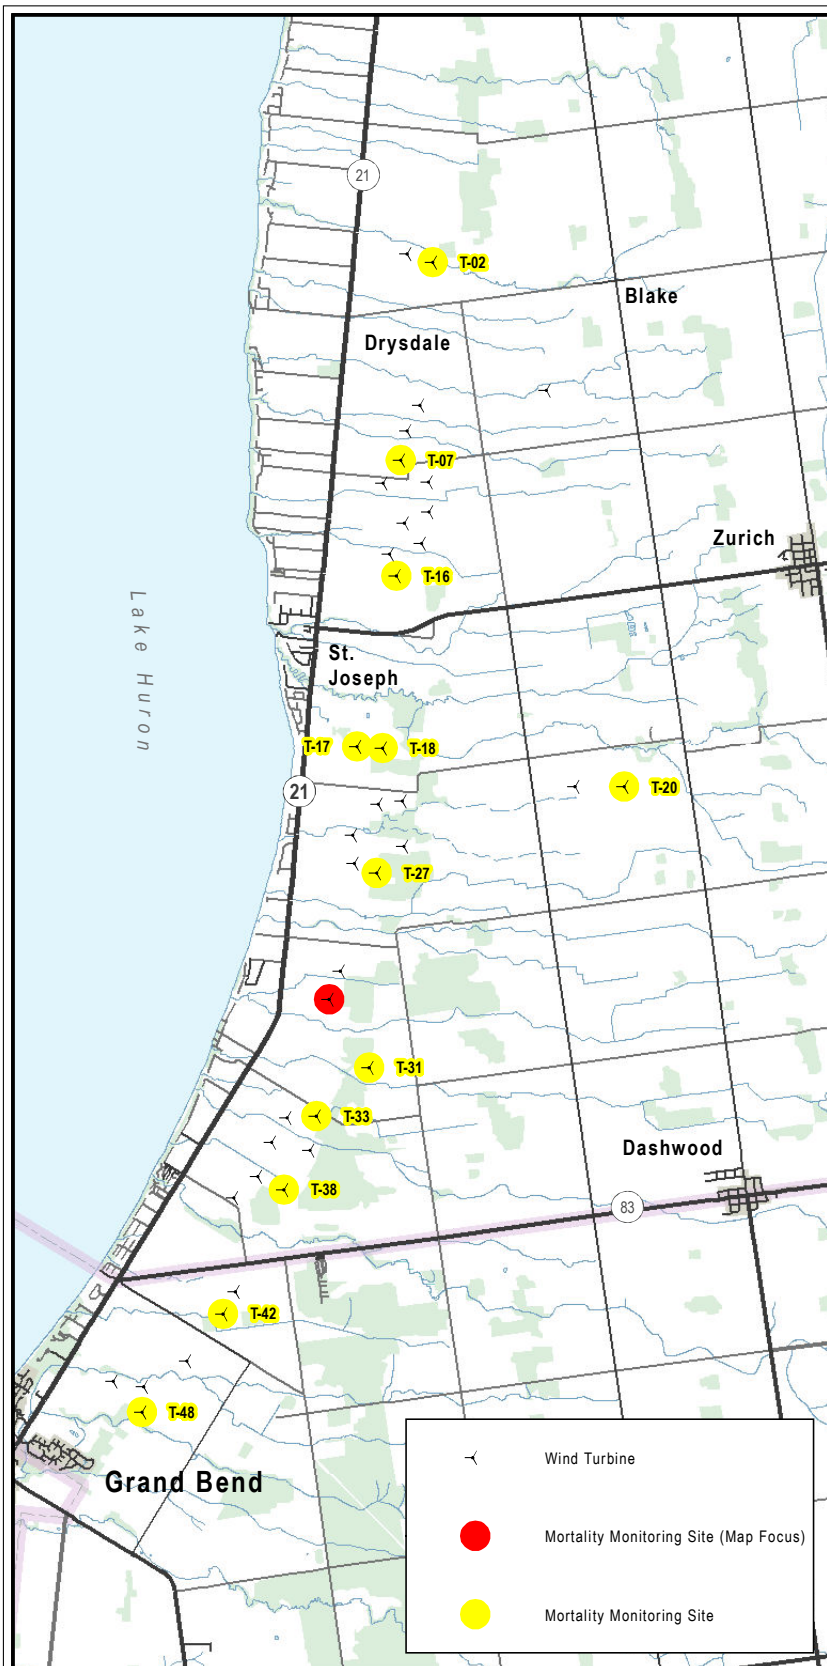 21
T-02
Blake
Drysdale
T-07
Zurich
T-16
Lake Huron
St.
Joseph
T-17
T-18
21
T-20
T-27
T-31
T-33
Dashwood
T-38
83
T-42
T-48
Grand Bend
Wind Turbine
Mortality Monitoring Site (Map Focus)
Mortality Monitoring Site